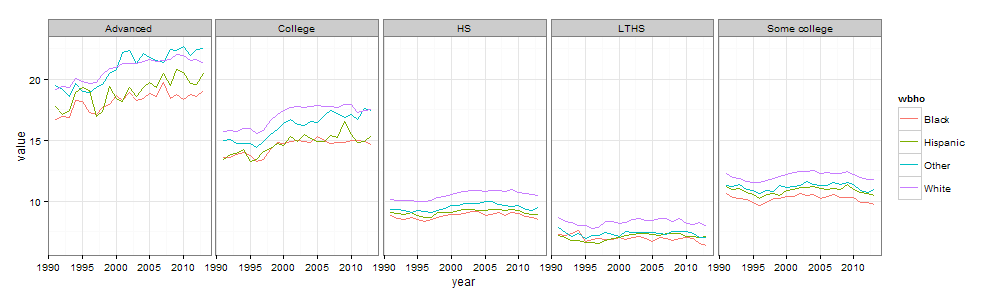 Advanced College HS LTHS Some college
20
15
10
value
1990 1995 2000 2005 2010 1990 1995 2000 2005 2010 1990 1995 2000 2005 2010 1990 1995 2000 2005 2010 1990 1995 2000 2005 2010
year
wbho
Black
Hispanic
Other
White